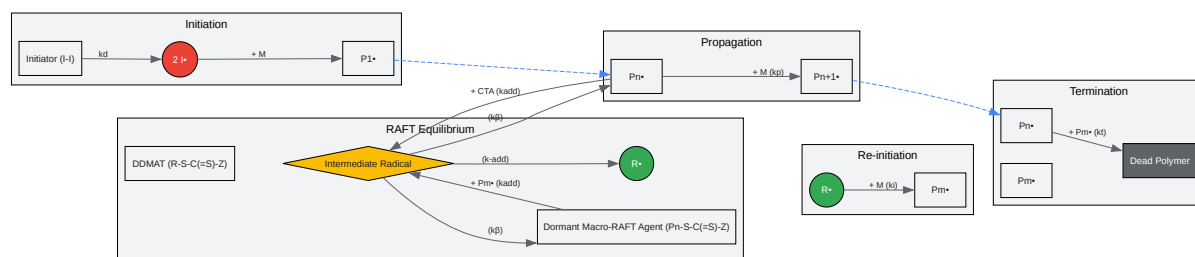 Initiation
Initiator (I-I)
kd
2 I•
+ M
P1•
Propagation
Pn•
+ M (kp)
Pn+1•
+ CTA (kadd)
(kβ)
RAFT Equilibrium
DDMAT (R-S-C(=S)-Z)
Intermediate Radical
(k-add)
R•
+ Pm• (kadd)
(kβ)
Dormant Macro-RAFT Agent (Pn-S-C(=S)-Z)
Re-initiation
R•
+ M (ki)
Pm•
Termination
Pn•
+ Pm• (kt)
Dead Polymer
Pm•